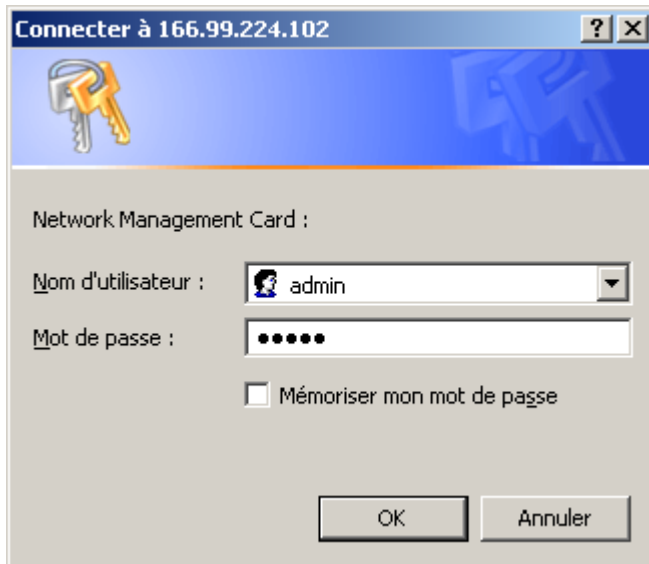 Connecter à 166.99.224.102
Network Management Card :
Nom d'utilisateur : admin
Mot de passe : •••••
Mémoriser mon mot de passe
OK Annuler